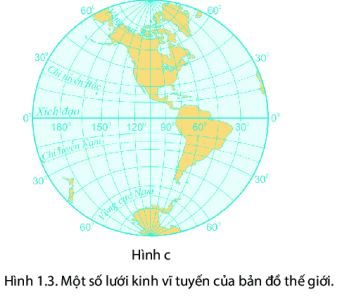 60° 60°
30° 30°
Chí tuyến Bắc
Xích đạo
0° 0°
180° 150° 120° 90° 60° 30°
Chí tuyến Nam
30° 30°
Vòng cực Nam
60° 60°
Hình c
Hình 1.3. Một số lưới kinh vĩ tuyến của bản đồ thế giới.